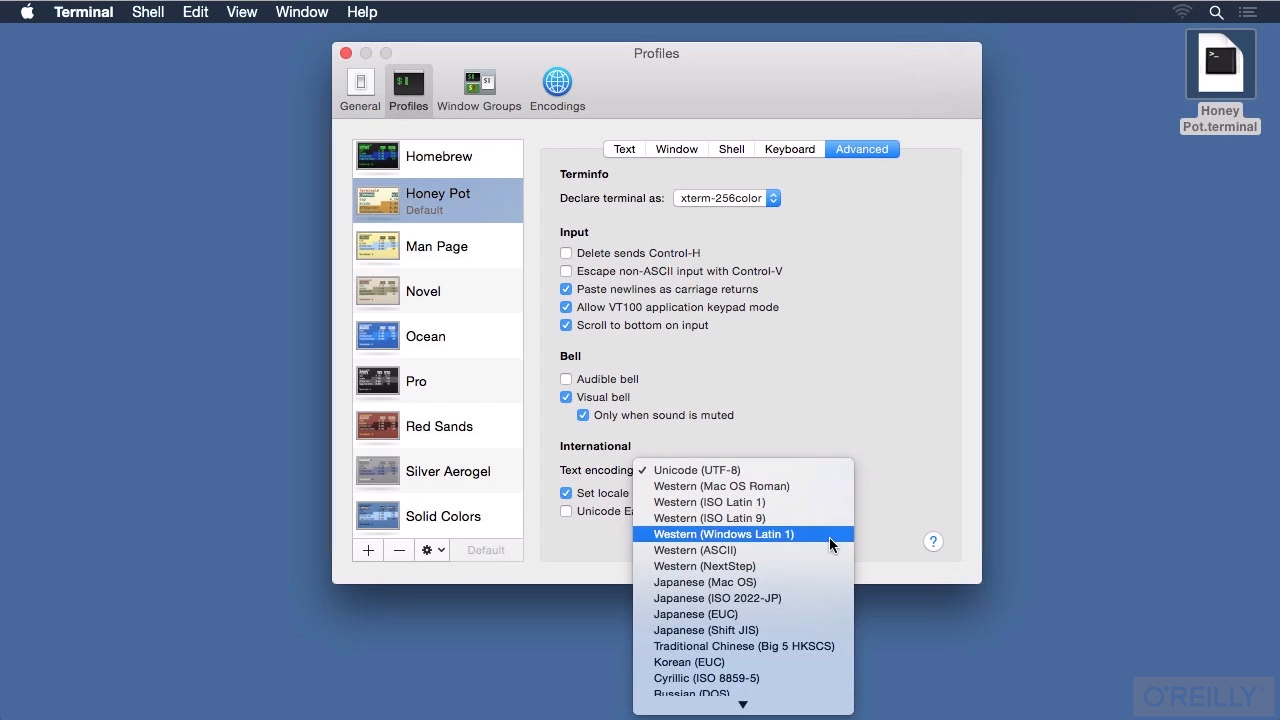 Terminal Shell Edit View Window Help
Profiles
General Profiles Window Groups Encodings
Honey
Pot.terminal
Homebrew
Honey Pot
Default
Man Page
Novel
Ocean
Pro
Red Sands
Silver Aerogel
Solid Colors
Default
Text Window Shell Keyboard Advanced
Terminfo
Declare terminal as: xterm-256color
Input
Delete sends Control-H
Escape non-ASCII input with Control-V
Paste newlines as carriage returns
Allow VT100 application keypad mode
Scroll to bottom on input
Bell
Audible bell
Visual bell
Only when sound is muted
International
Text encoding
Set locale
Unicode E
✓ Unicode (UTF-8)
Western (Mac OS Roman)
Western (ISO Latin 1)
Western (ISO Latin 9)
Western (Windows Latin 1)
Western (ASCII)
Western (NextStep)
Japanese (Mac OS)
Japanese (ISO 2022-JP)
Japanese (EUC)
Japanese (Shift JIS)
Traditional Chinese (Big 5 HKSCS)
Korean (EUC)
Cyrillic (ISO 8859-5)
Russian (DOS)
?
O'REILLY